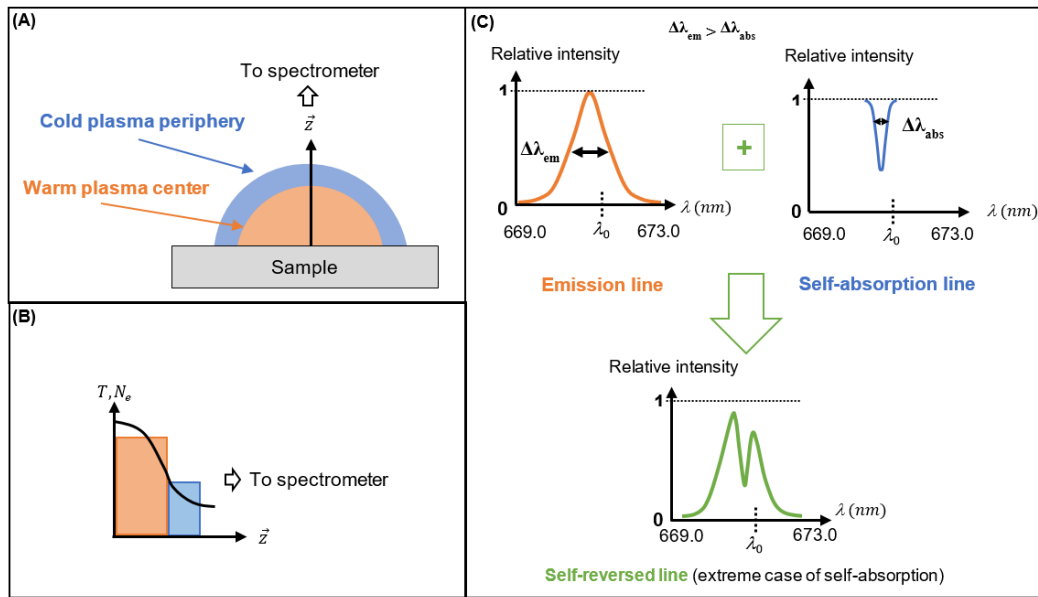 (A)
To spectrometer
z⃗
Cold plasma periphery
Warm plasma center
Sample
(B)
T, Nₑ
To spectrometer
z⃗
(C)
Δλem > Δλabs
Relative intensity
1
Δλem
0
λ (nm)
669.0
λ₀
673.0
Emission line
+
Relative intensity
1
Δλabs
0
λ (nm)
669.0
λ₀
673.0
Self-absorption line
Relative intensity
1
0
λ (nm)
669.0
λ₀
673.0
Self-reversed line (extreme case of self-absorption)